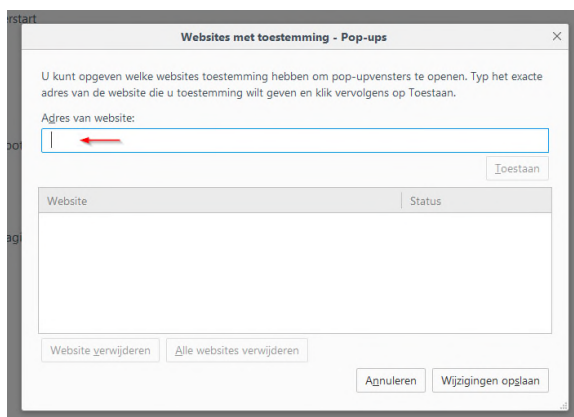 erstart
Websites met toestemming - Pop-ups
U kunt opgeven welke websites toestemming hebben om pop-upvensters te openen. Typ het exacte
adres van de website die u toestemming wilt geven en klik vervolgens op Toestaan.
Adres van website:
Toestaan
Website Status
Website verwijderen Alle websites verwijderen
Annuleren Wijzigingen opslaan